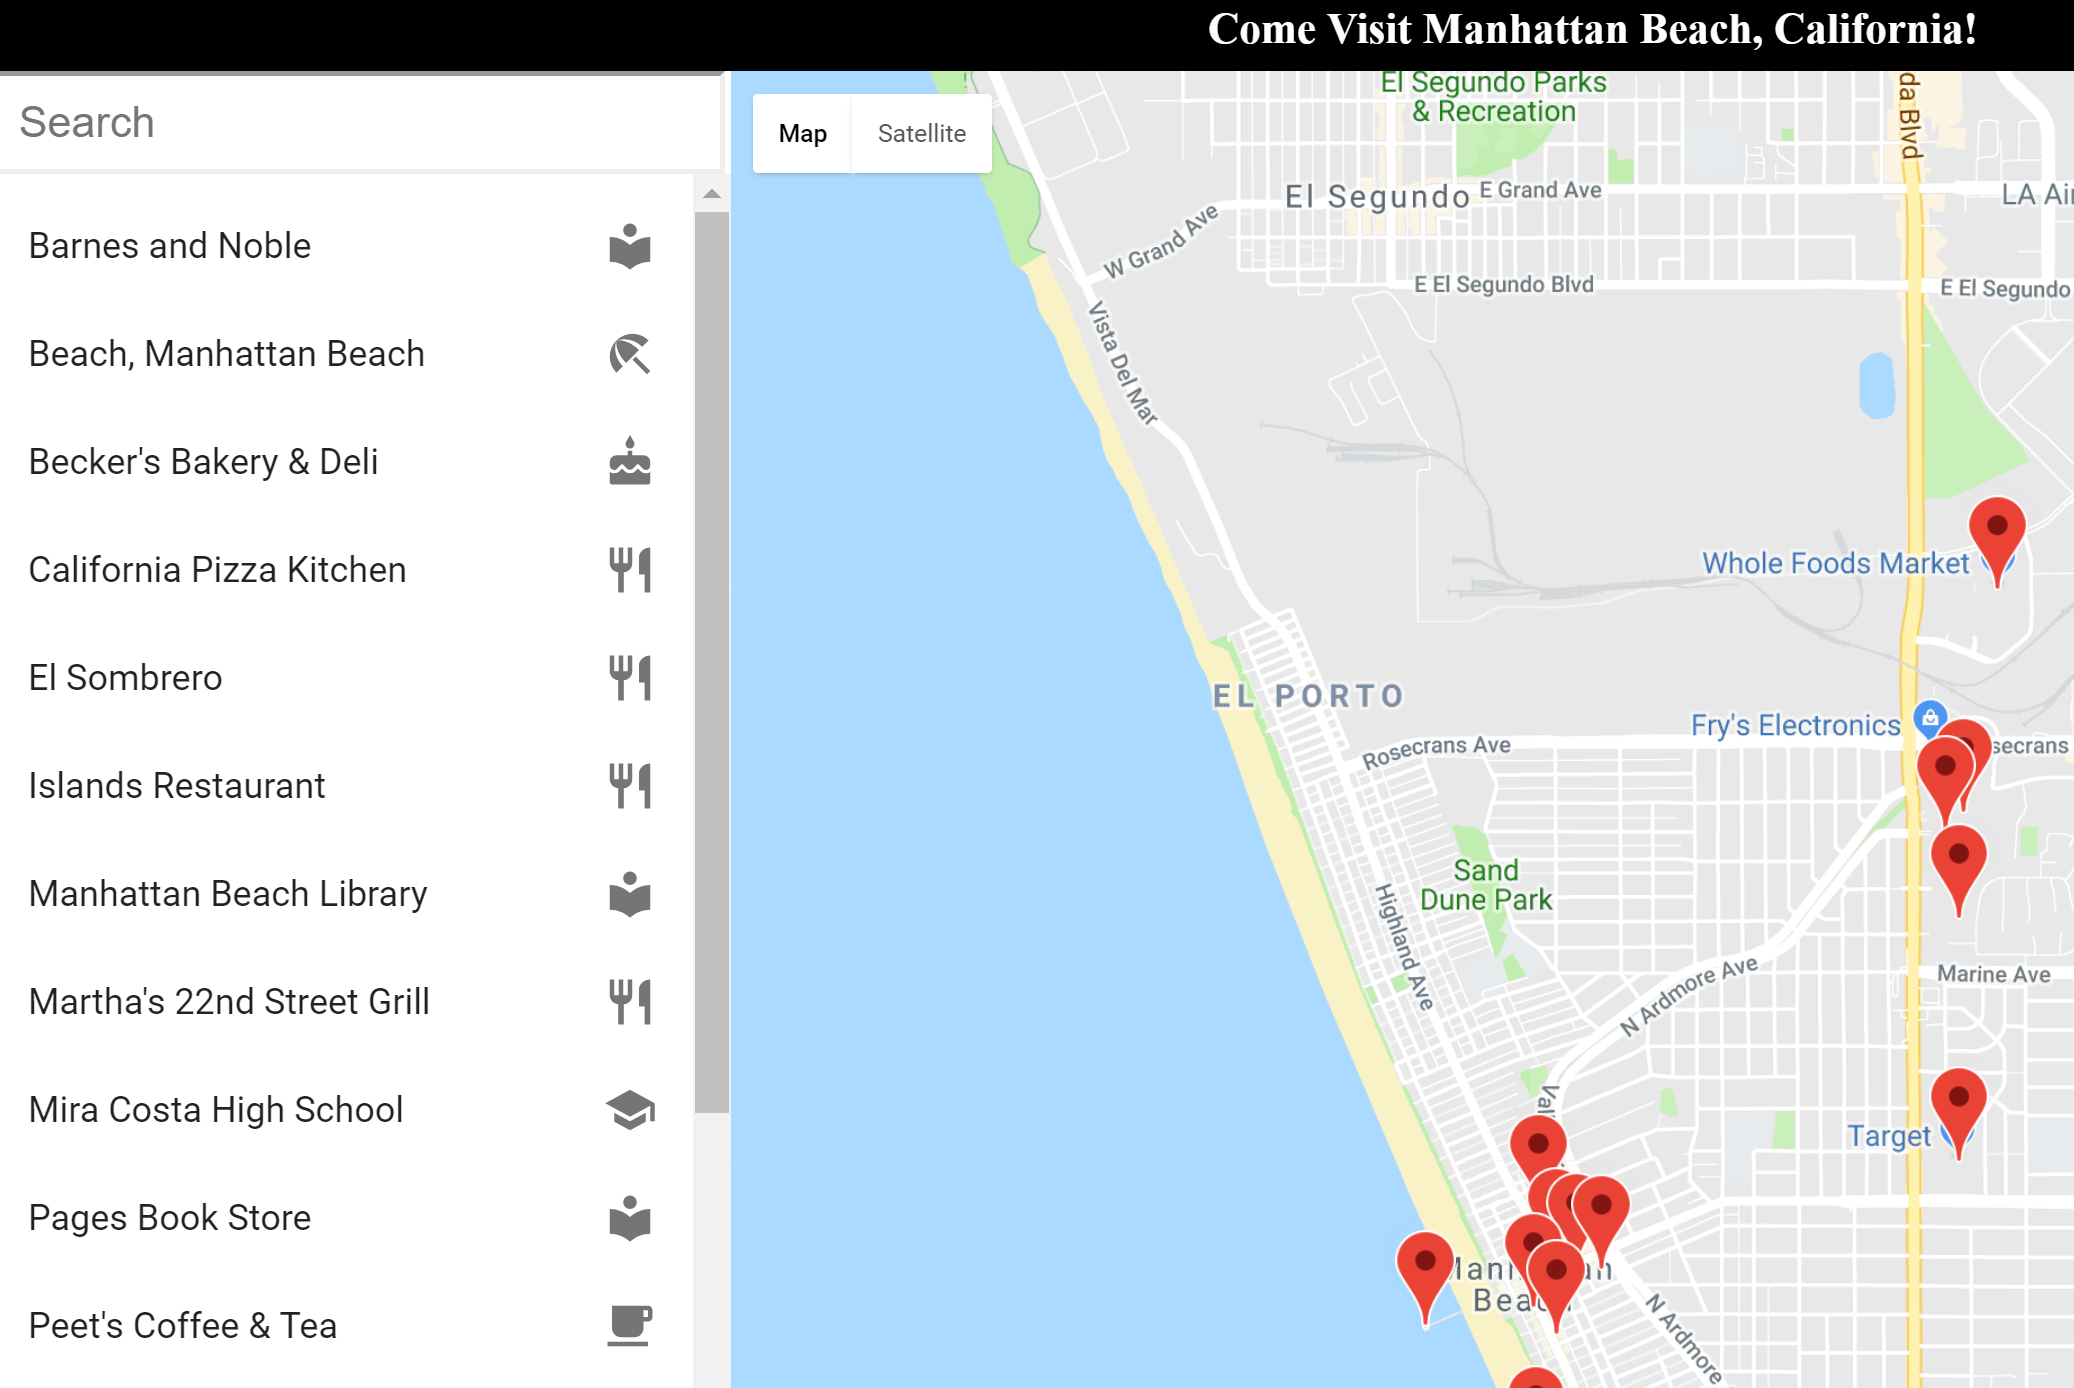 Come Visit Manhattan Beach, California!
Search
Barnes and Noble
Beach, Manhattan Beach
Becker's Bakery & Deli
California Pizza Kitchen
El Sombrero
Islands Restaurant
Manhattan Beach Library
Martha's 22nd Street Grill
Mira Costa High School
Pages Book Store
Peet's Coffee & Tea
Map
Satellite
El Segundo Parks
& Recreation
da Blvd
El Segundo
E Grand Ave
LA Air
W Grand Ave
E El Segundo Blvd
E El Segundo
Vista Del Mar
Whole Foods Market
EL PORTO
Fry's Electronics
Rosecrans Ave
secrans
Sand
Dune Park
Highland Ave
N Ardmore Ave
Marine Ave
Val
Target
Manhattan
Beach
N Ardmore